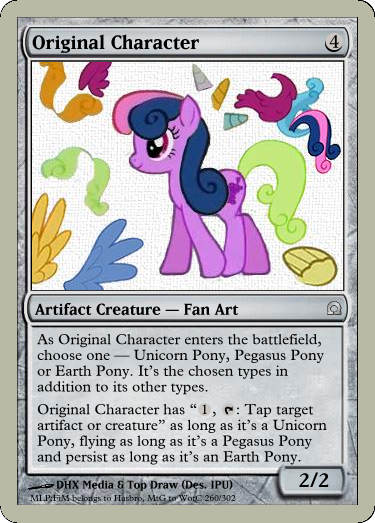 Original Character 4
Artifact Creature — Fan Art
As Original Character enters the battlefield,
choose one — Unicorn Pony, Pegasus Pony
or Earth Pony. It's the chosen types in
addition to its other types.
Original Character has “1, : Tap target
artifact or creature” as long as it's a Unicorn
Pony, flying as long as it's a Pegasus Pony
and persist as long as it's an Earth Pony.
DHX Media & Top Draw (Des. IPU)
MLP:FiM belongs to Hasbro, MtG to WotC 260/302
2/2